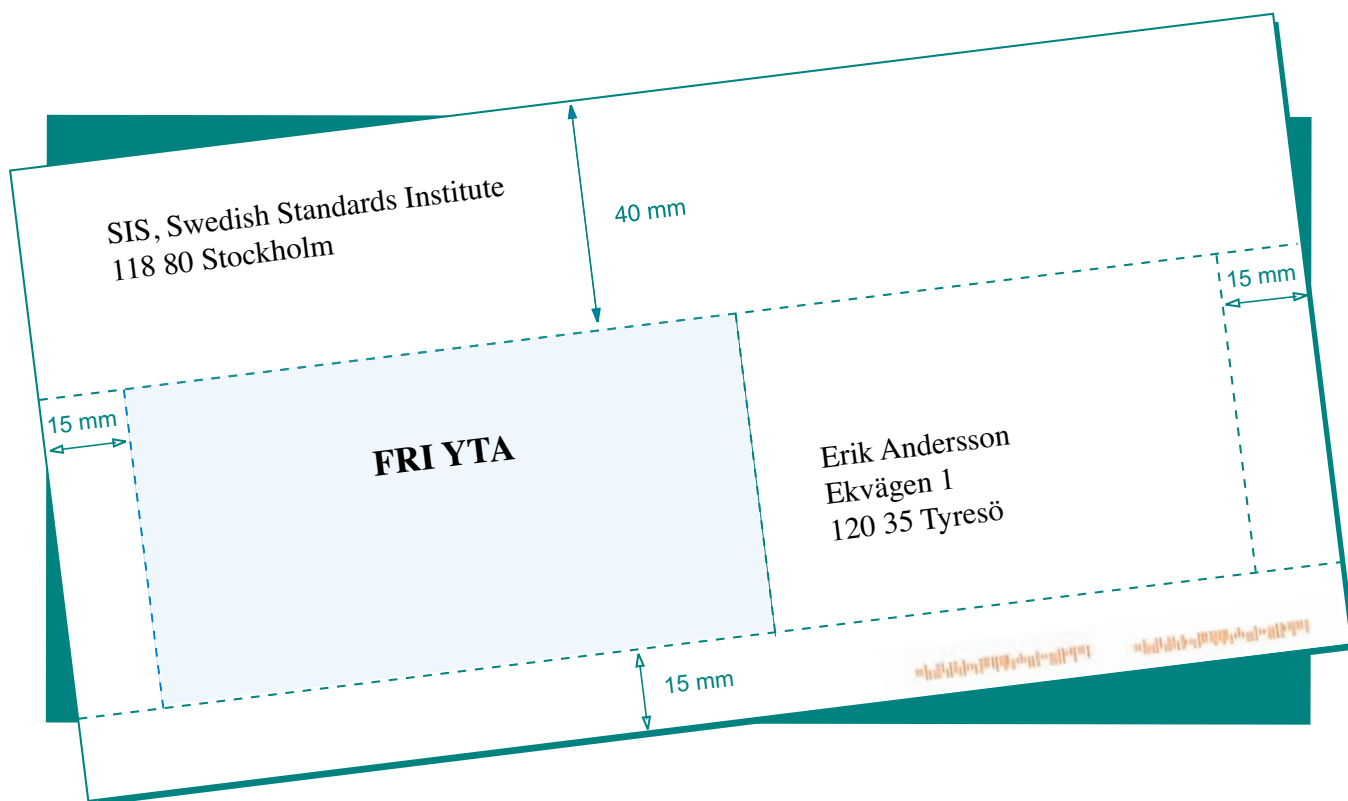 SIS, Swedish Standards Institute
118 80 Stockholm
40 mm
15 mm
15 mm
FRI YTA
Erik Andersson
Ekvägen 1
120 35 Tyresö
15 mm